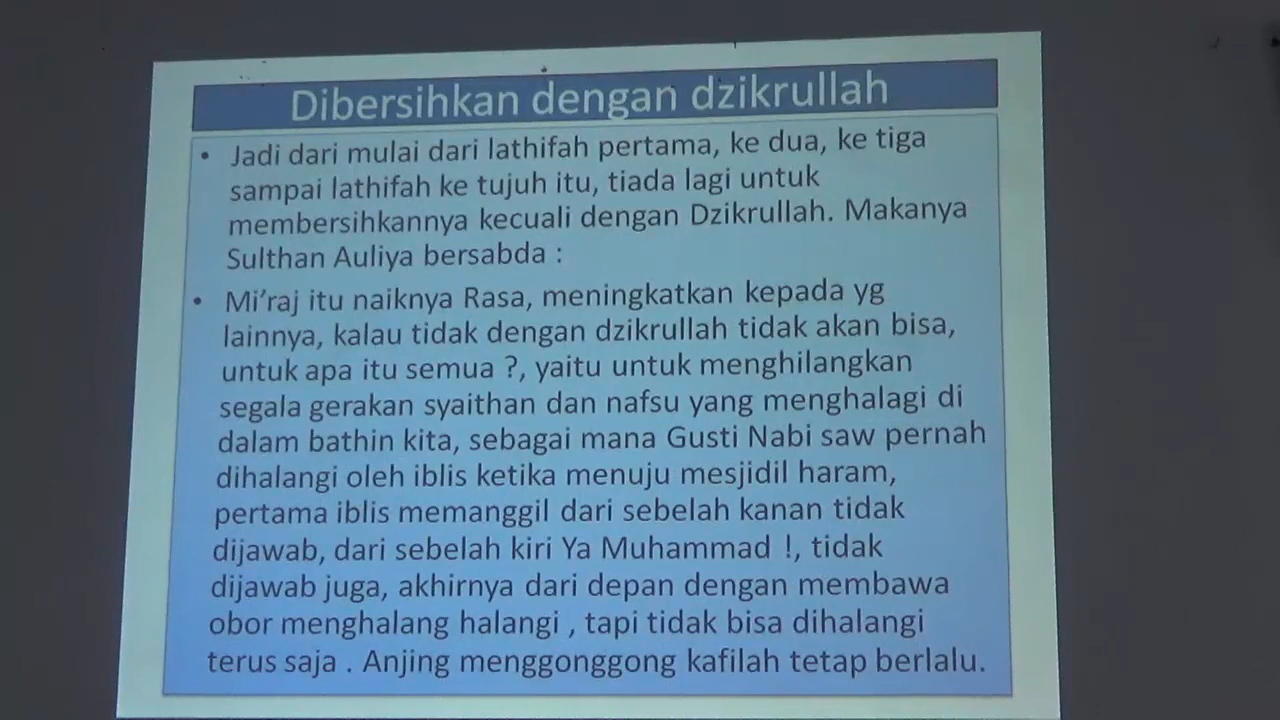 Dibersihkan dengan dzikrullah
• Jadi dari mulai dari lathifah pertama, ke dua, ke tiga
sampai lathifah ke tujuh itu, tiada lagi untuk
membersihkannya kecuali dengan Dzikrullah. Makanya
Sulthan Auliya bersabda :
• Mi'raj itu naiknya Rasa, meningkatkan kepada yg
lainnya, kalau tidak dengan dzikrullah tidak akan bisa,
untuk apa itu semua ?, yaitu untuk menghilangkan
segala gerakan syaithan dan nafsu yang menghalagi di
dalam bathin kita, sebagai mana Gusti Nabi saw pernah
dihalangi oleh iblis ketika menuju mesjidil haram,
pertama iblis memanggil dari sebelah kanan tidak
dijawab, dari sebelah kiri Ya Muhammad !, tidak
dijawab juga, akhirnya dari depan dengan membawa
obor menghalang halangi , tapi tidak bisa dihalangi
terus saja . Anjing menggonggong kafilah tetap berlalu.